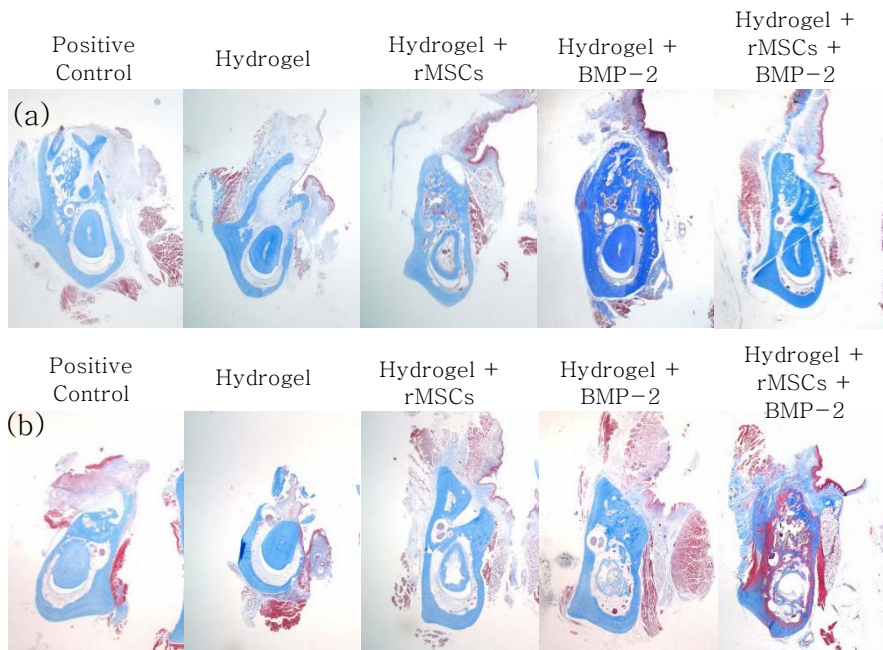 Positive
Control
Hydrogel
Hydrogel +
rMSCs
Hydrogel +
BMP-2
Hydrogel +
rMSCs +
BMP-2
(a)
Positive
Control
Hydrogel
Hydrogel +
rMSCs
Hydrogel +
BMP-2
Hydrogel +
rMSCs +
BMP-2
(b)